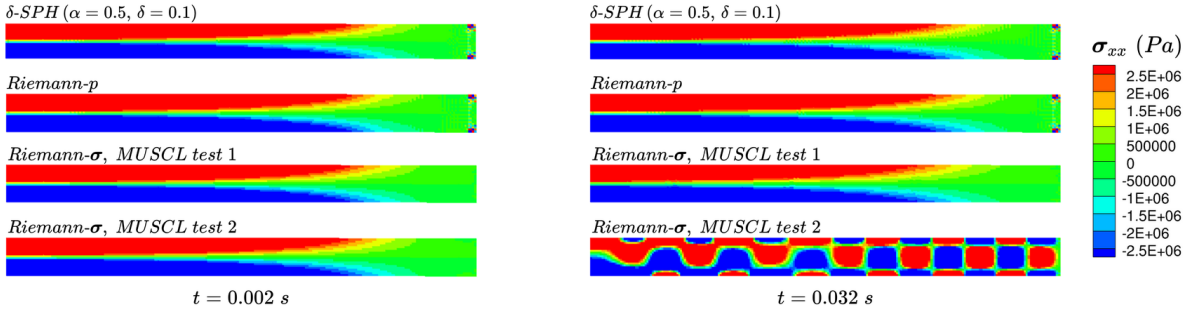 δ-SPH (α = 0.5, δ = 0.1)
Riemann-p
Riemann-σ, MUSCL test 1
Riemann-σ, MUSCL test 2
t = 0.002 s
δ-SPH (α = 0.5, δ = 0.1)
Riemann-p
Riemann-σ, MUSCL test 1
Riemann-σ, MUSCL test 2
t = 0.032 s
σxx (Pa)
2.5E+06
2E+06
1.5E+06
1E+06
500000
0
-500000
-1E+06
-1.5E+06
-2E+06
-2.5E+06